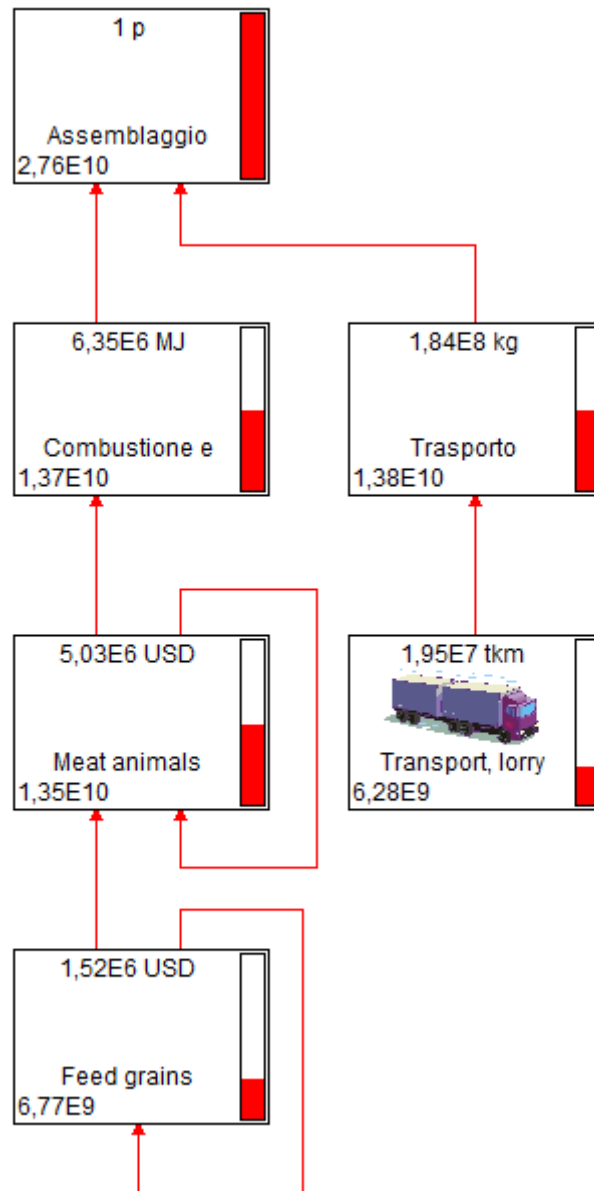 1 p
Assemblaggio
2,76E10
6,35E6 MJ
Combustione e
1,37E10
1,84E8 kg
Trasporto
1,38E10
5,03E6 USD
Meat animals
1,35E10
1,95E7 tkm
Transport, lorry
6,28E9
1,52E6 USD
Feed grains
6,77E9